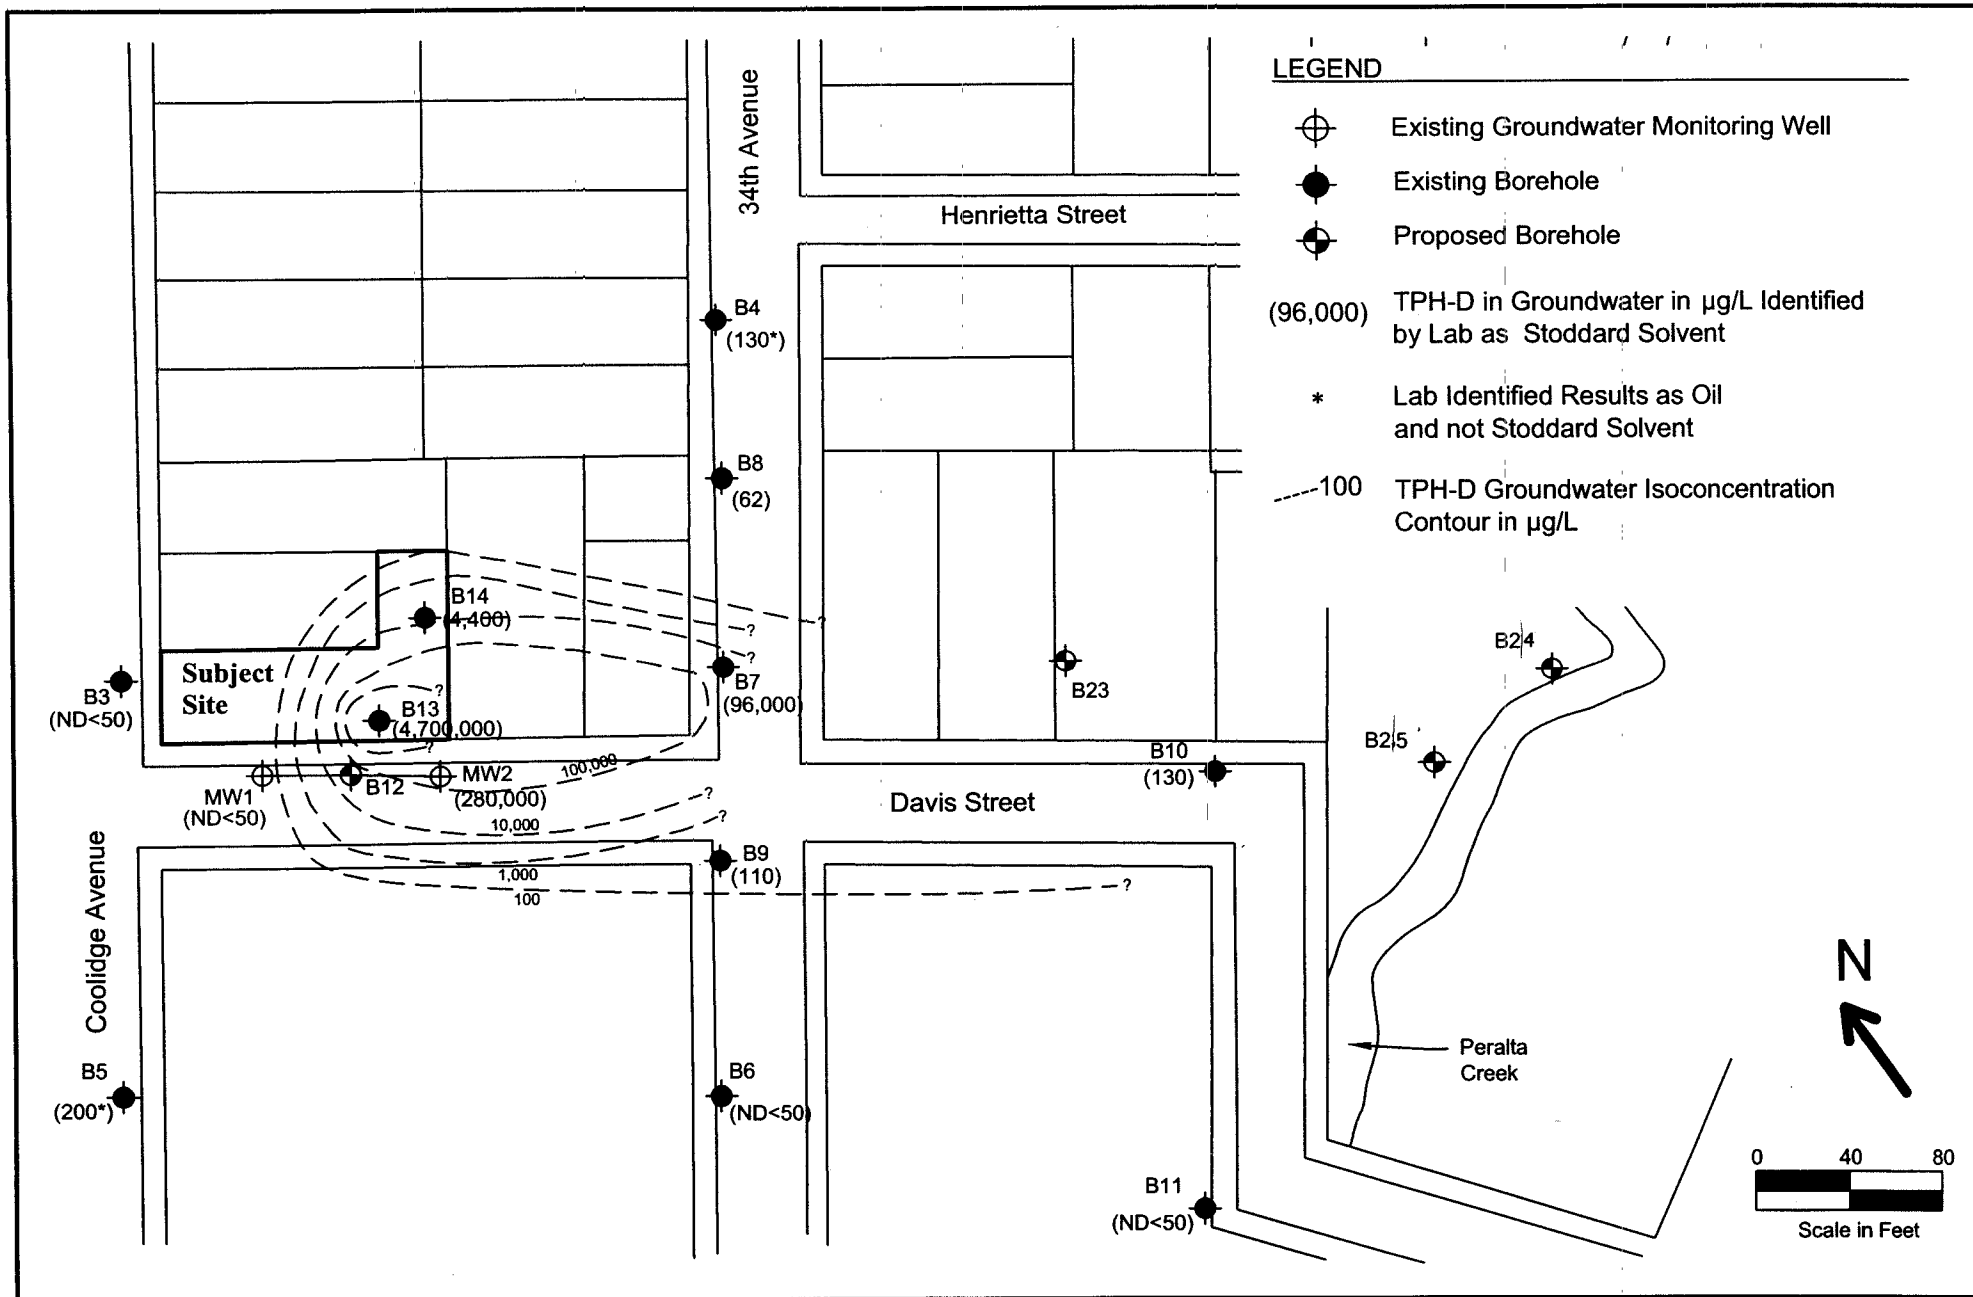 LEGEND
Existing Groundwater Monitoring Well
Existing Borehole
Proposed Borehole
(96,000)
TPH-D in Groundwater in µg/L Identified
by Lab as Stoddard Solvent
*
Lab Identified Results as Oil
and not Stoddard Solvent
100
TPH-D Groundwater Isoconcentration
Contour in µg/L
34th Avenue
Henrietta Street
B4
(130*)
B8
(62)
B14
(4,400)
?
?
?
Subject
Site
B3
(ND<50)
B7
(96,000)
?
B13
(4,700,000)
?
B23
B24
B25
B10
(130)
MW1
(ND<50)
B12
MW2
(280,000)
100,000
?
?
10,000
Davis Street
B9
(110)
1,000
100
?
Coolidge Avenue
N
Peralta
Creek
B5
(200*)
B6
(ND<50)
B11
(ND<50)
0 40 80
Scale in Feet